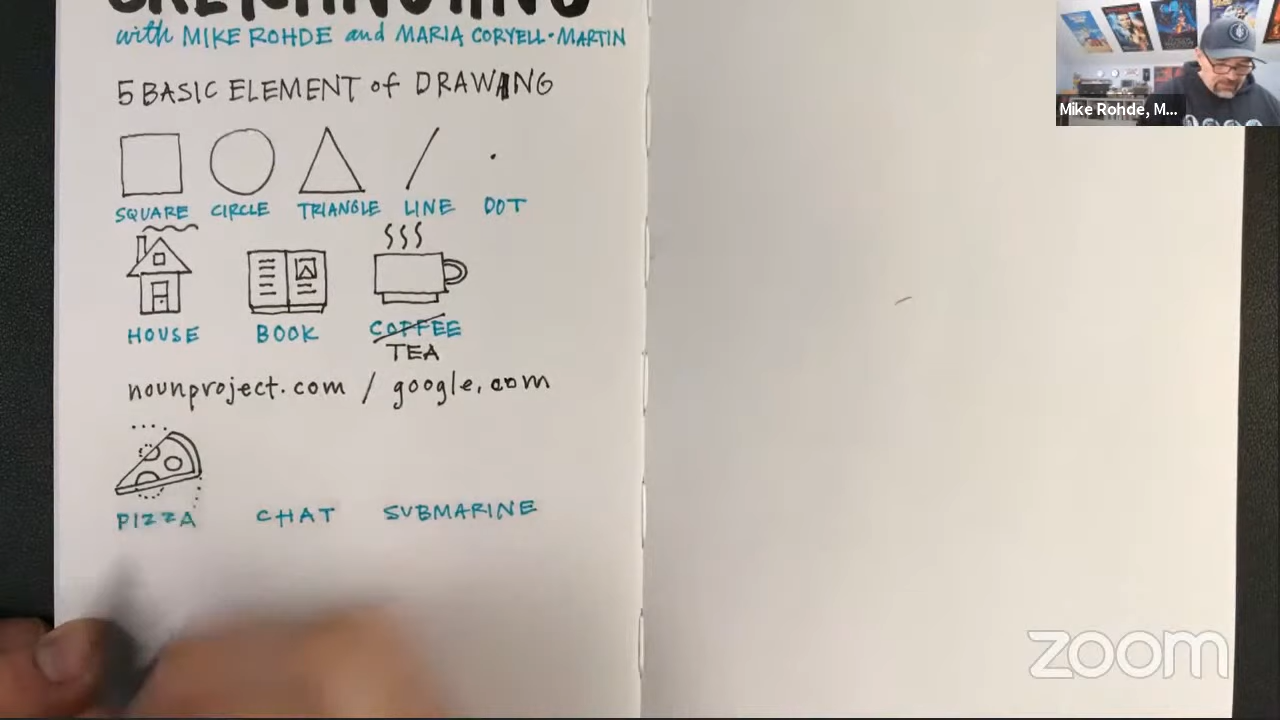 SKETCHNOTING
with MIKE ROHDE and MARIA CORYELL-MARTIN
5 BASIC ELEMENT of DRAWING
SQUARE CIRCLE TRIANGLE LINE DOT
HOUSE BOOK COFFEE
TEA
nounproject.com / google.com
PIZZA CHAT SUBMARINE
Mike Rohde, M...
zoom